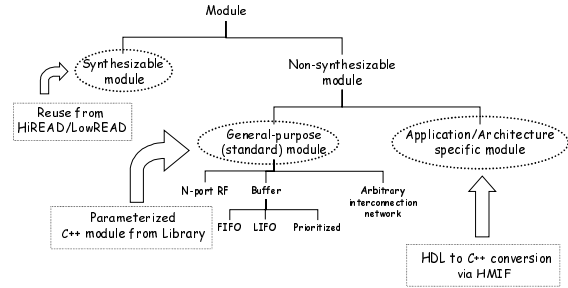 Module
Synthesizable
module
Non-synthesizable
module
Reuse from
HiREAD/LowREAD
General-purpose
(standard) module
Application/Architecture
specific module
N-port RF
Buffer
Arbitrary
interconnection
network
Parameterized
C++ module from Library
FIFO
LIFO
Prioritized
HDL to C++ conversion
via HMIF